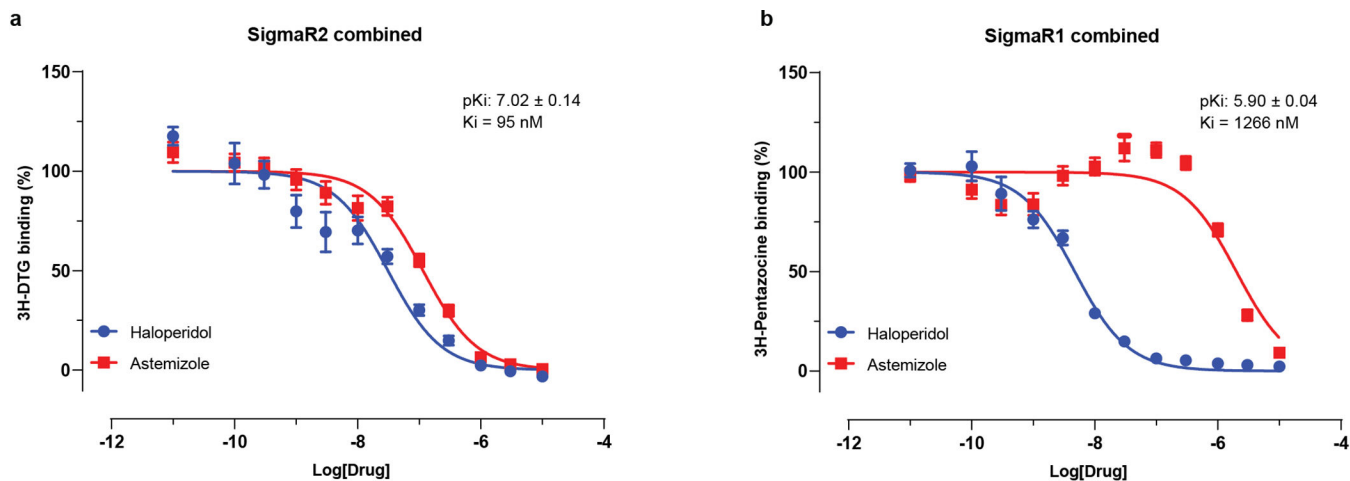 a
SigmaR2 combined
3H-DTG binding (%)
150
100
50
0
pKi: 7.02 ± 0.14
Ki = 95 nM
Haloperidol
Astemizole
-12
-10
-8
-6
-4
Log[Drug]
b
SigmaR1 combined
3H-Pentazocine binding (%)
150
100
50
0
pKi: 5.90 ± 0.04
Ki = 1266 nM
Haloperidol
Astemizole
-12
-10
-8
-6
-4
Log[Drug]